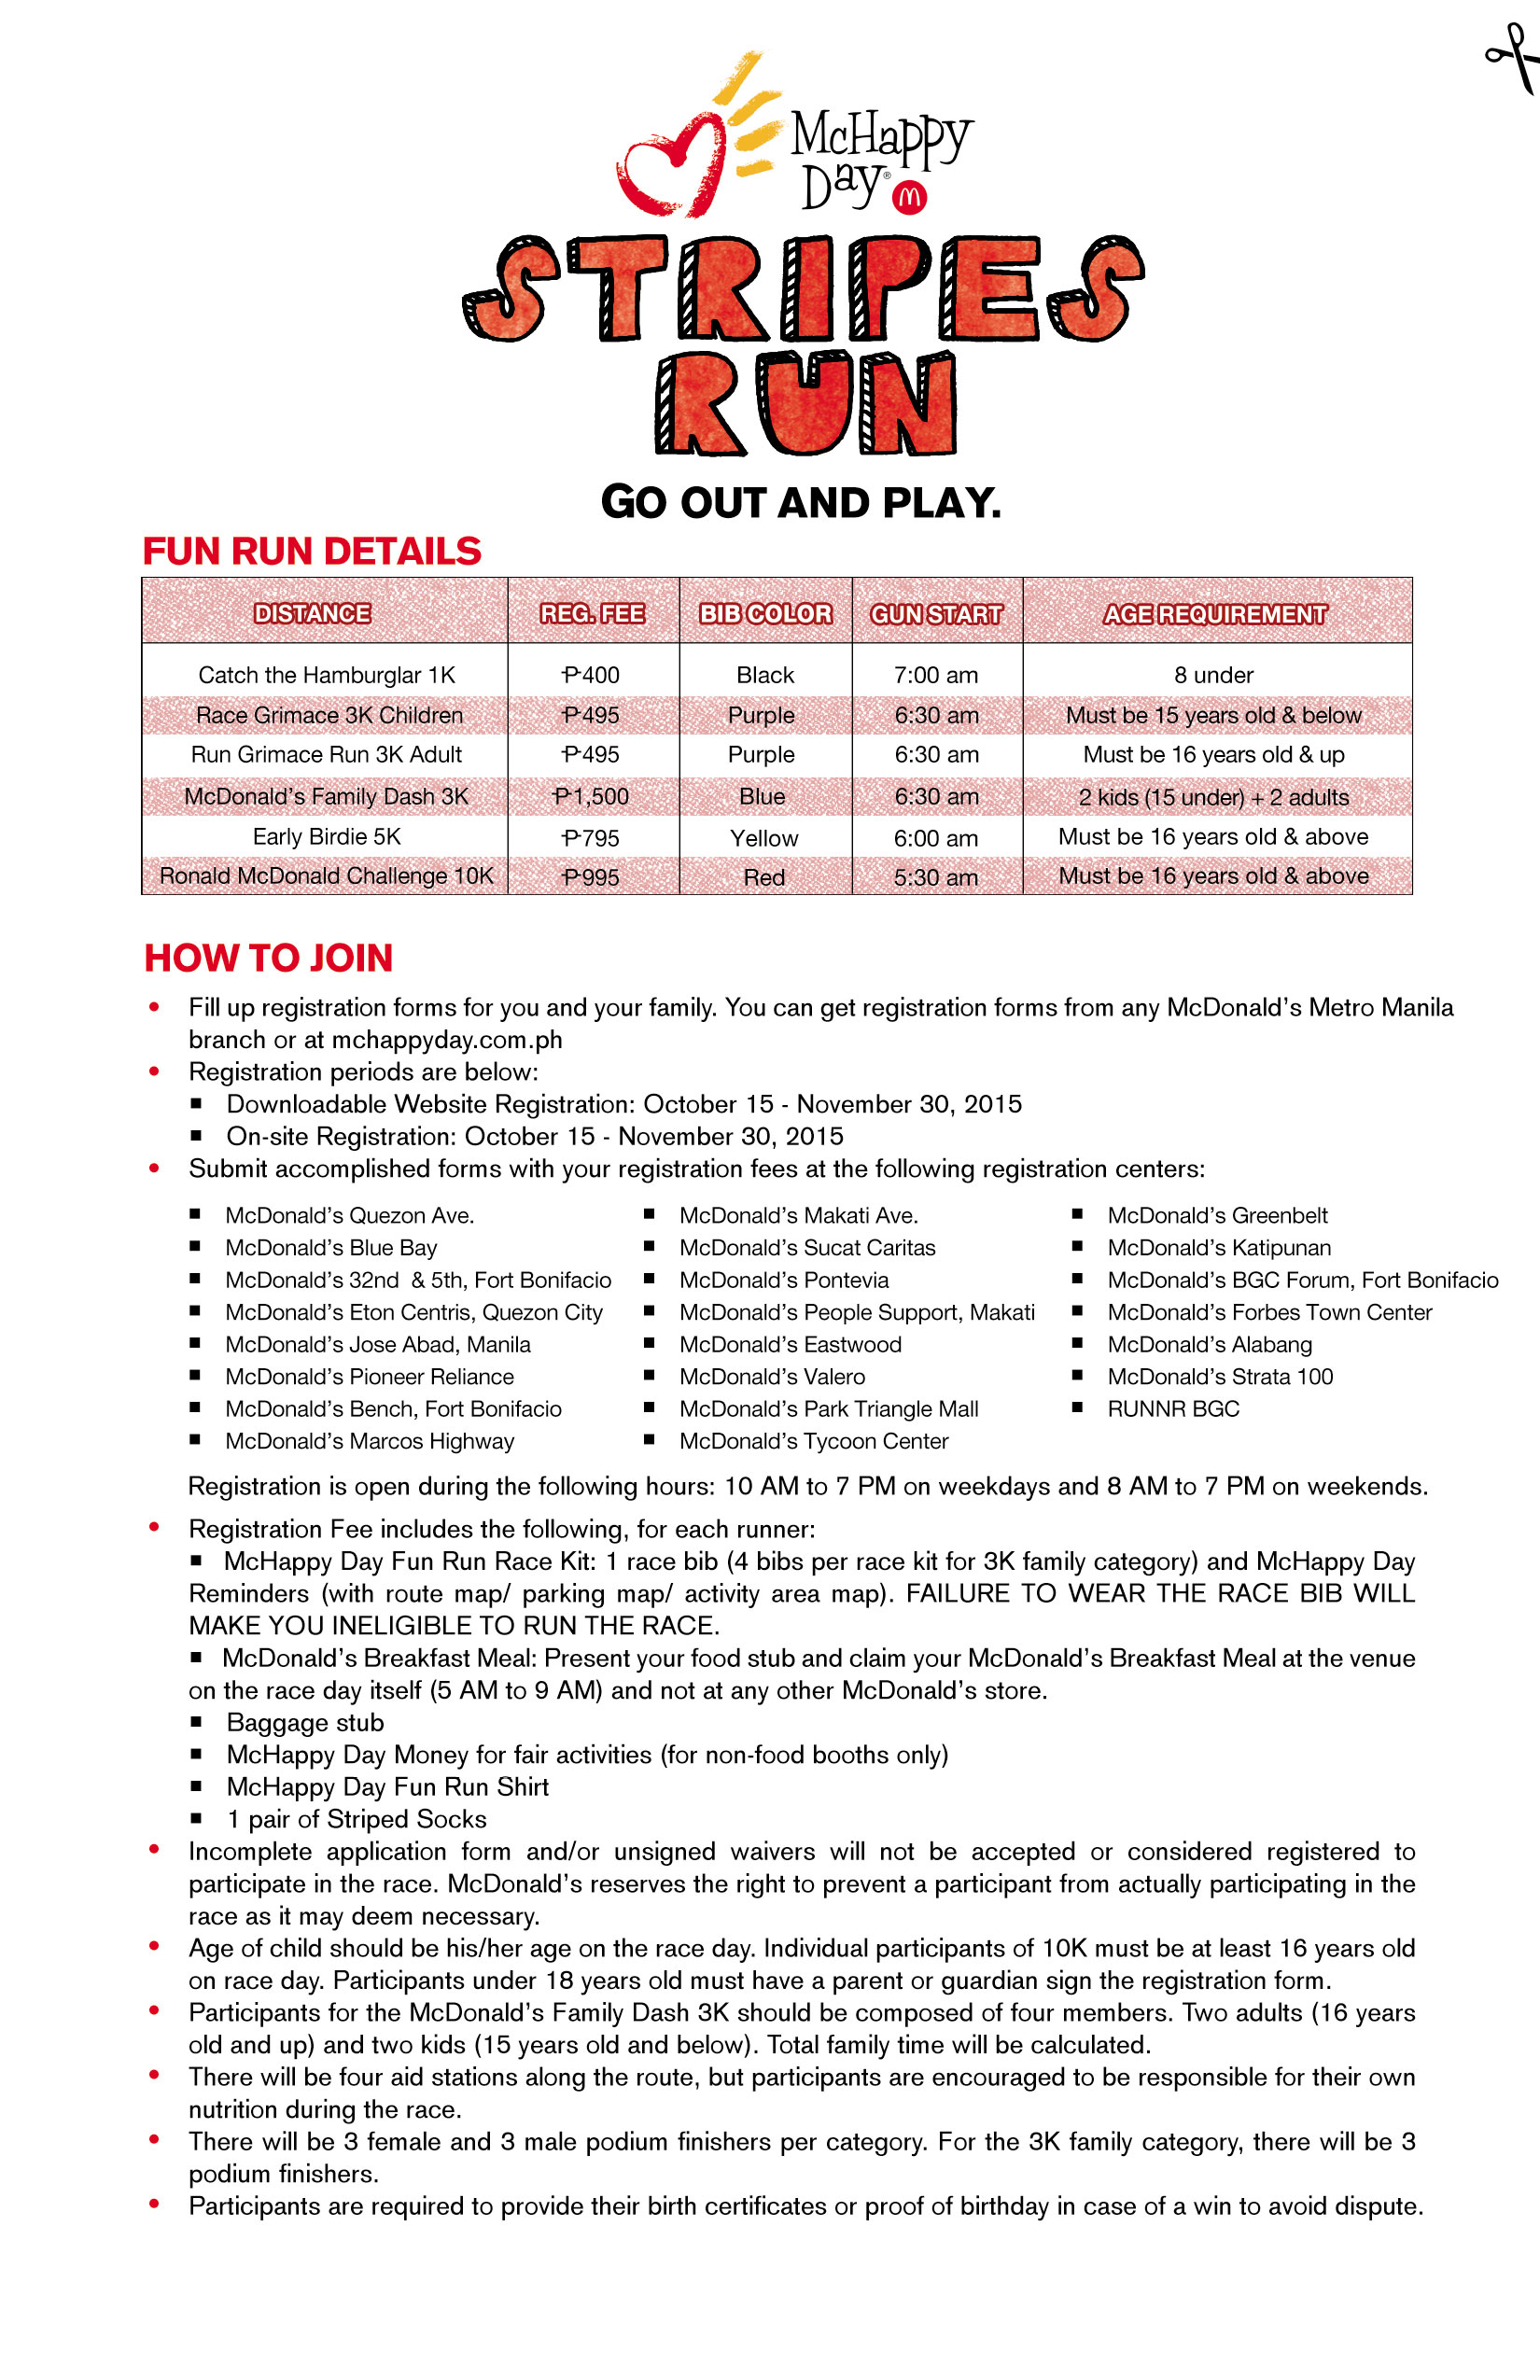 McHappy
Day®
STRIPES
RUN
GO OUT AND PLAY.
FUN RUN DETAILS
DISTANCE REG. FEE BIB COLOR GUN START AGE REQUIREMENT
Catch the Hamburglar 1K ₱400 Black 7:00 am 8 under
Race Grimace 3K Children ₱495 Purple 6:30 am Must be 15 years old & below
Run Grimace Run 3K Adult ₱495 Purple 6:30 am Must be 16 years old & up
McDonald's Family Dash 3K ₱1,500 Blue 6:30 am 2 kids (15 under) + 2 adults
Early Birdie 5K ₱795 Yellow 6:00 am Must be 16 years old & above
Ronald McDonald Challenge 10K ₱995 Red 5:30 am Must be 16 years old & above
HOW TO JOIN
• Fill up registration forms for you and your family. You can get registration forms from any McDonald's Metro Manila
branch or at mchappyday.com.ph
• Registration periods are below:
■ Downloadable Website Registration: October 15 - November 30, 2015
■ On-site Registration: October 15 - November 30, 2015
• Submit accomplished forms with your registration fees at the following registration centers:
■ McDonald's Quezon Ave. ■ McDonald's Makati Ave. ■ McDonald's Greenbelt
■ McDonald's Blue Bay ■ McDonald's Sucat Caritas ■ McDonald's Katipunan
■ McDonald's 32nd & 5th, Fort Bonifacio ■ McDonald's Pontevia ■ McDonald's BGC Forum, Fort Bonifacio
■ McDonald's Eton Centris, Quezon City ■ McDonald's People Support, Makati ■ McDonald's Forbes Town Center
■ McDonald's Jose Abad, Manila ■ McDonald's Eastwood ■ McDonald's Alabang
■ McDonald's Pioneer Reliance ■ McDonald's Valero ■ McDonald's Strata 100
■ McDonald's Bench, Fort Bonifacio ■ McDonald's Park Triangle Mall ■ RUNNR BGC
■ McDonald's Marcos Highway ■ McDonald's Tycoon Center
Registration is open during the following hours: 10 AM to 7 PM on weekdays and 8 AM to 7 PM on weekends.
• Registration Fee includes the following, for each runner:
■ McHappy Day Fun Run Race Kit: 1 race bib (4 bibs per race kit for 3K family category) and McHappy Day
Reminders (with route map/ parking map/ activity area map). FAILURE TO WEAR THE RACE BIB WILL
MAKE YOU INELIGIBLE TO RUN THE RACE.
■ McDonald's Breakfast Meal: Present your food stub and claim your McDonald's Breakfast Meal at the venue
on the race day itself (5 AM to 9 AM) and not at any other McDonald's store.
■ Baggage stub
■ McHappy Day Money for fair activities (for non-food booths only)
■ McHappy Day Fun Run Shirt
■ 1 pair of Striped Socks
• Incomplete application form and/or unsigned waivers will not be accepted or considered registered to
participate in the race. McDonald's reserves the right to prevent a participant from actually participating in the
race as it may deem necessary.
• Age of child should be his/her age on the race day. Individual participants of 10K must be at least 16 years old
on race day. Participants under 18 years old must have a parent or guardian sign the registration form.
• Participants for the McDonald's Family Dash 3K should be composed of four members. Two adults (16 years
old and up) and two kids (15 years old and below). Total family time will be calculated.
• There will be four aid stations along the route, but participants are encouraged to be responsible for their own
nutrition during the race.
• There will be 3 female and 3 male podium finishers per category. For the 3K family category, there will be 3
podium finishers.
• Participants are required to provide their birth certificates or proof of birthday in case of a win to avoid dispute.